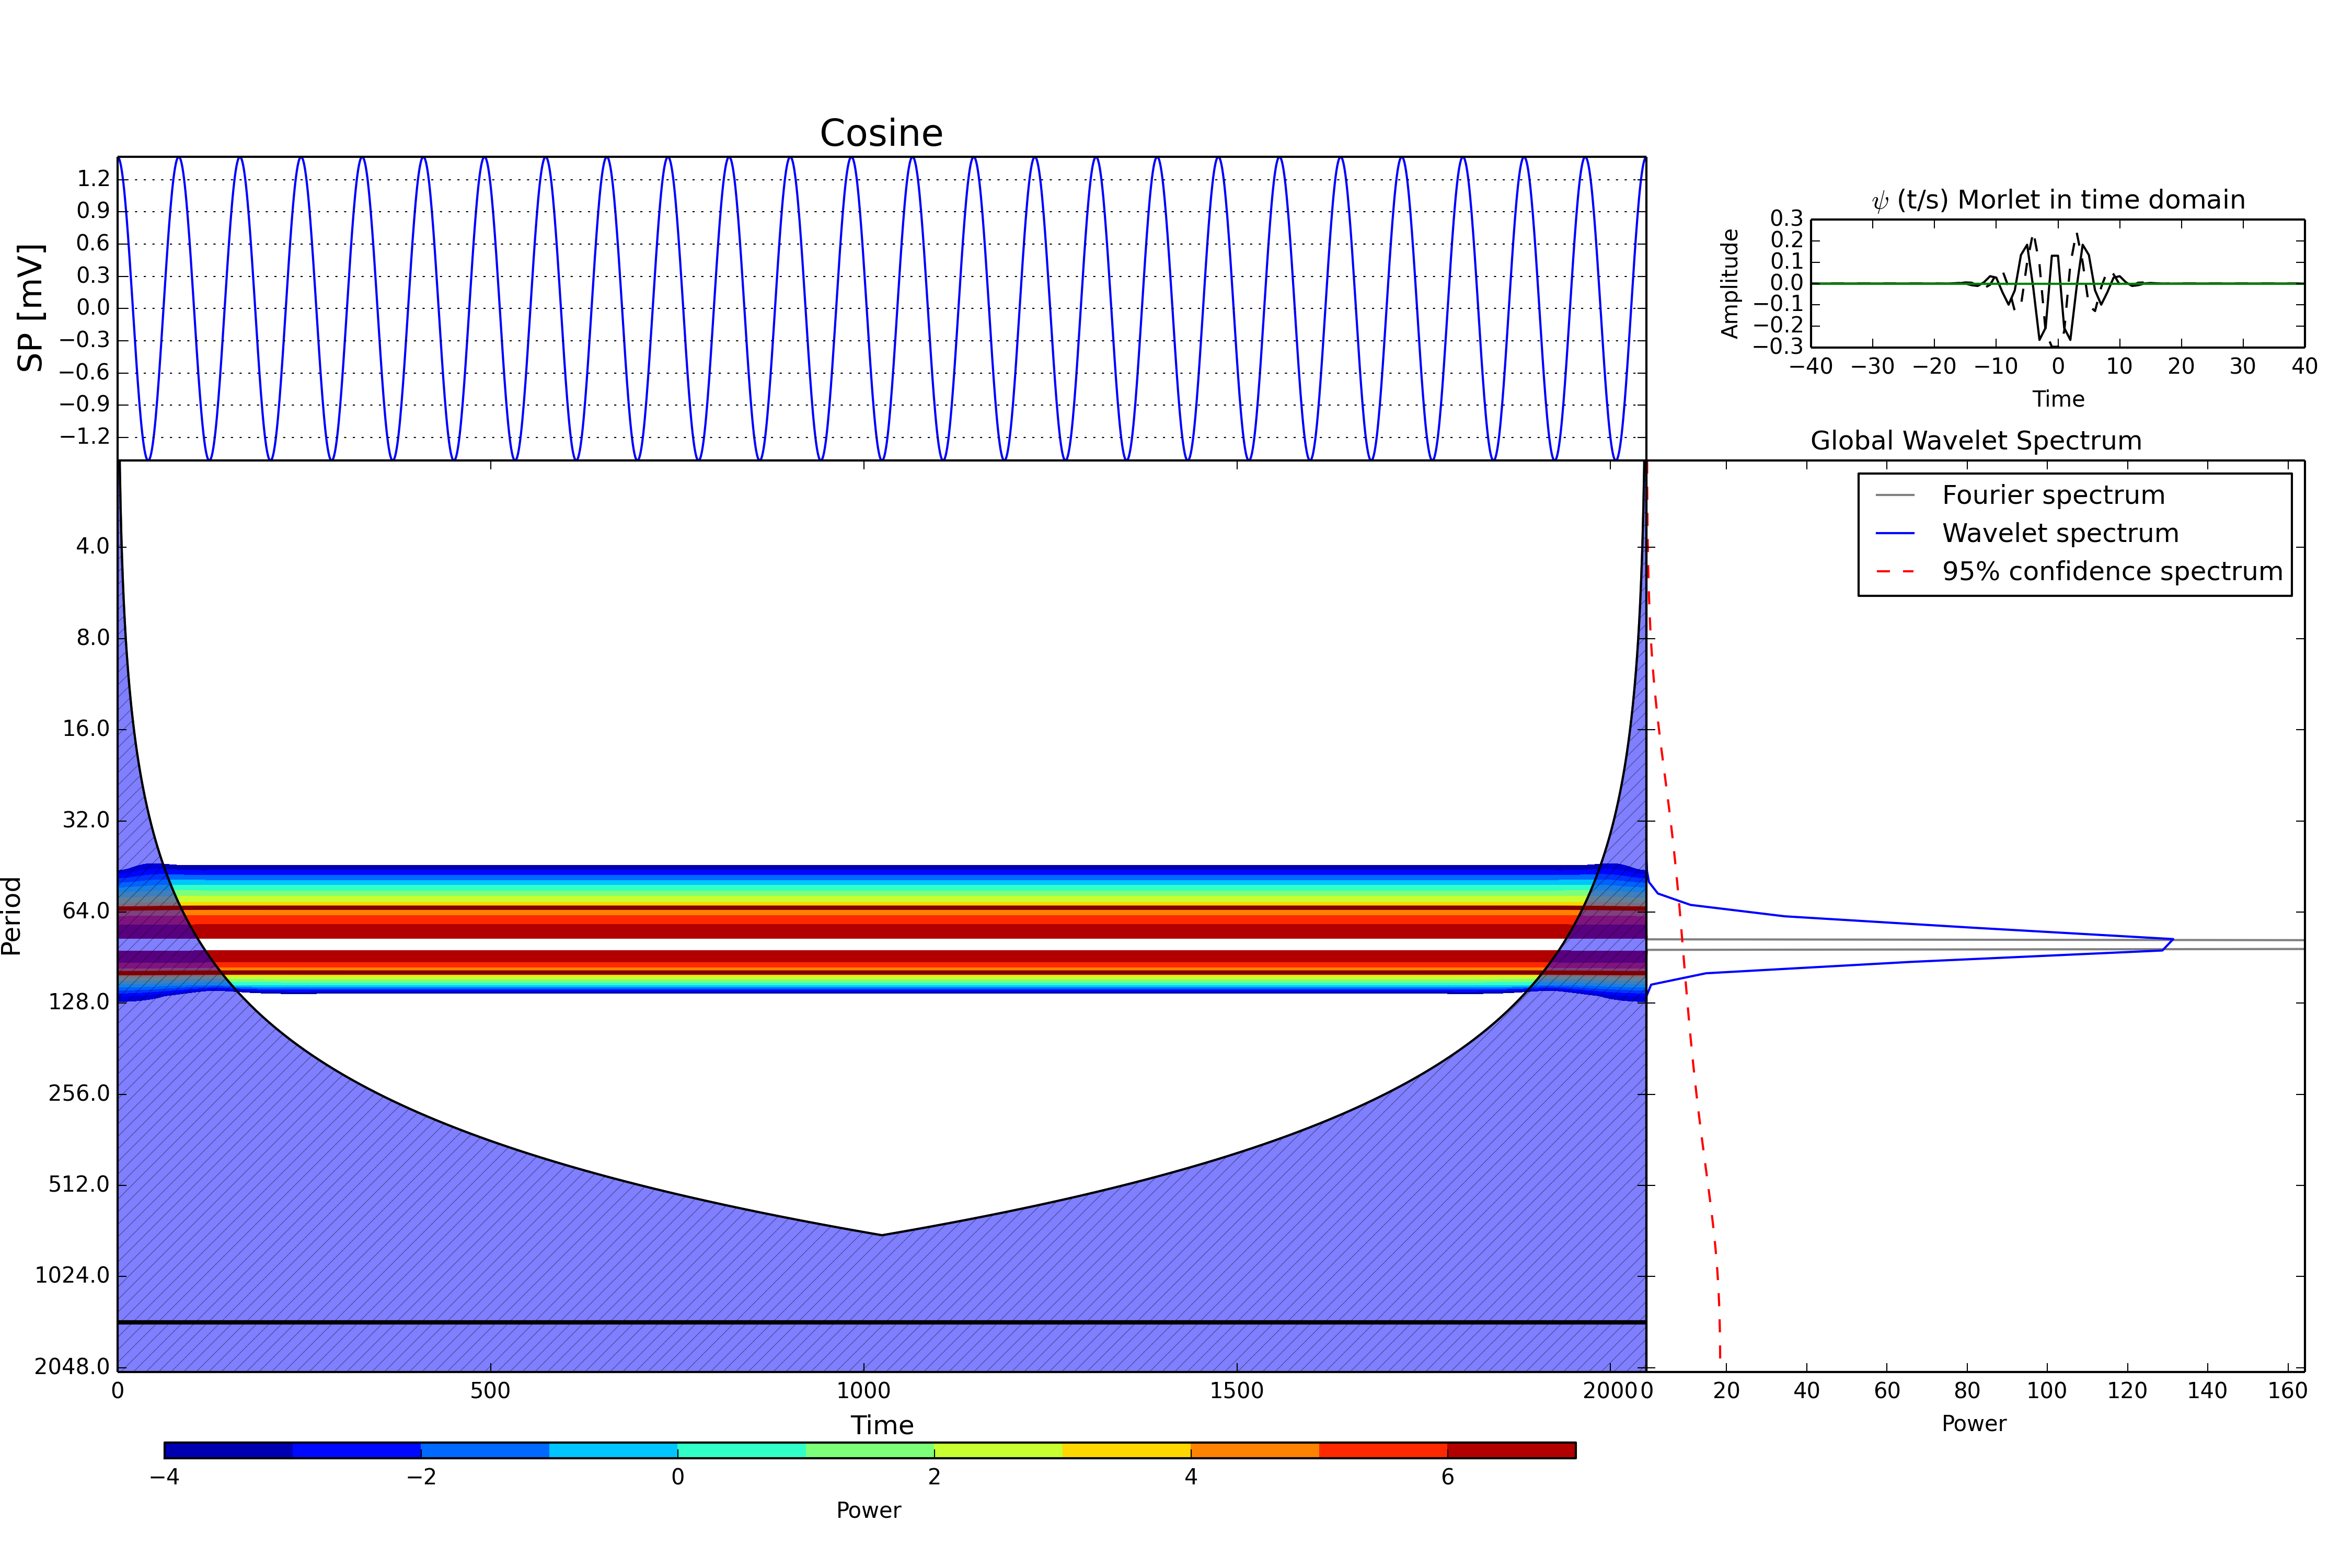 Cosine
SP [mV]
1.2
0.9
0.6
0.3
0.0
−0.3
−0.6
−0.9
−1.2
ψ (t/s) Morlet in time domain
Amplitude
0.3
0.2
0.1
0.0
−0.1
−0.2
−0.3
−40 −30 −20 −10 0 10 20 30 40
Time
Global Wavelet Spectrum
Fourier spectrum
Wavelet spectrum
95% confidence spectrum
Period
4.0
8.0
16.0
32.0
64.0
128.0
256.0
512.0
1024.0
2048.0
0 500 1000 1500 2000
Time
0 20 40 60 80 100 120 140 160
Power
−4 −2 0 2 4 6
Power